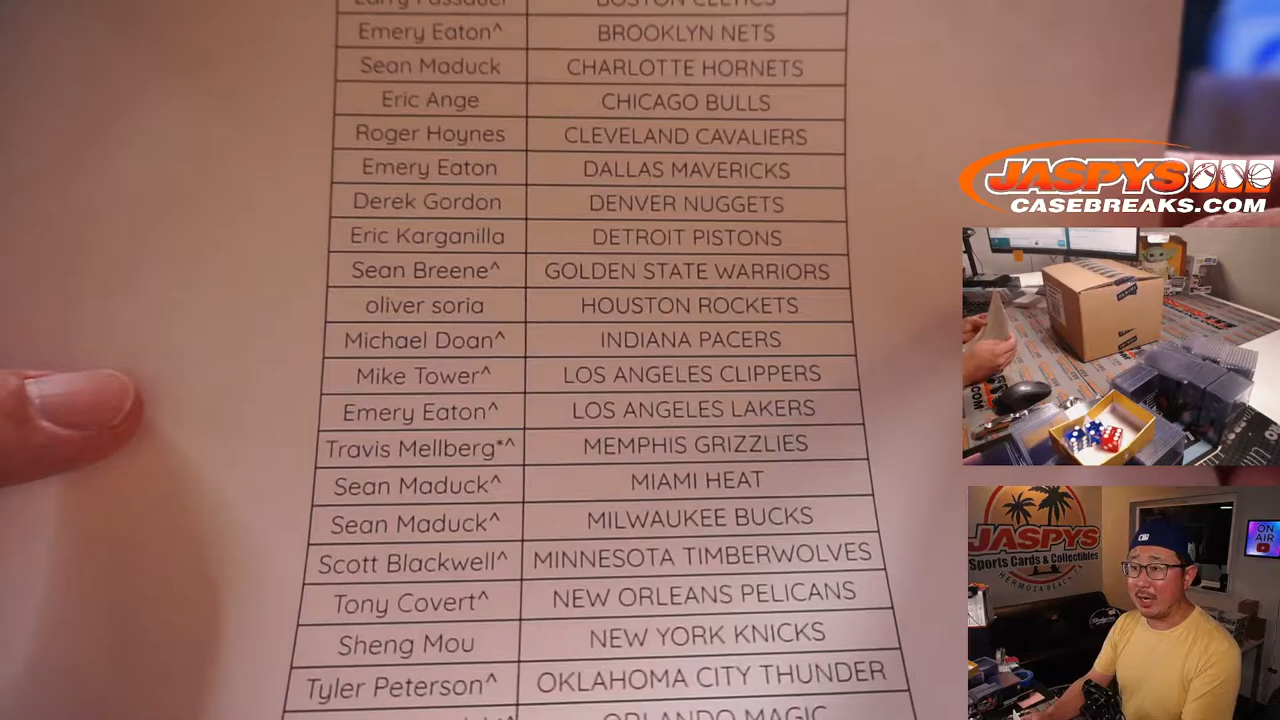 BOSTON CELTICS
Emery Eaton^ BROOKLYN NETS
Sean Maduck CHARLOTTE HORNETS
Eric Ange CHICAGO BULLS
Roger Hoynes CLEVELAND CAVALIERS
Emery Eaton DALLAS MAVERICKS
Derek Gordon DENVER NUGGETS
Eric Karganilla DETROIT PISTONS
Sean Breene^ GOLDEN STATE WARRIORS
oliver soria HOUSTON ROCKETS
Michael Doan^ INDIANA PACERS
Mike Tower^ LOS ANGELES CLIPPERS
Emery Eaton^ LOS ANGELES LAKERS
Travis Mellberg*^ MEMPHIS GRIZZLIES
Sean Maduck^ MIAMI HEAT
Sean Maduck^ MILWAUKEE BUCKS
Scott Blackwell^ MINNESOTA TIMBERWOLVES
Tony Covert^ NEW ORLEANS PELICANS
Sheng Mou NEW YORK KNICKS
Tyler Peterson^ OKLAHOMA CITY THUNDER
ORLANDO MAGIC
JASPYS
CASEBREAKS.COM
JASPYS
Sports Cards & Collectibles
HERMOSA BEACH
ON
AIR